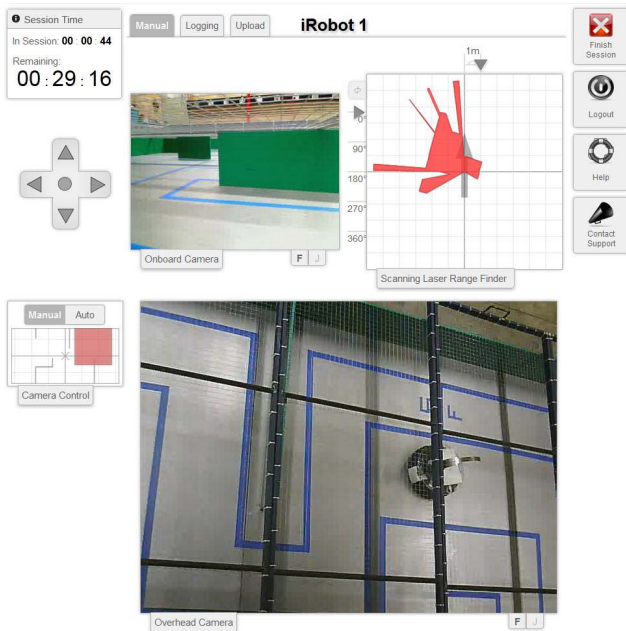 Session Time
In Session: 00 : 00 : 44
Remaining:
00 : 29 : 16
Manual
Logging
Upload
iRobot 1
Finish
Session
Logout
Help
Contact
Support
1m
0°
90°
180°
270°
360°
Onboard Camera
F
J
Scanning Laser Range Finder
Manual
Auto
Camera Control
Overhead Camera
F
J